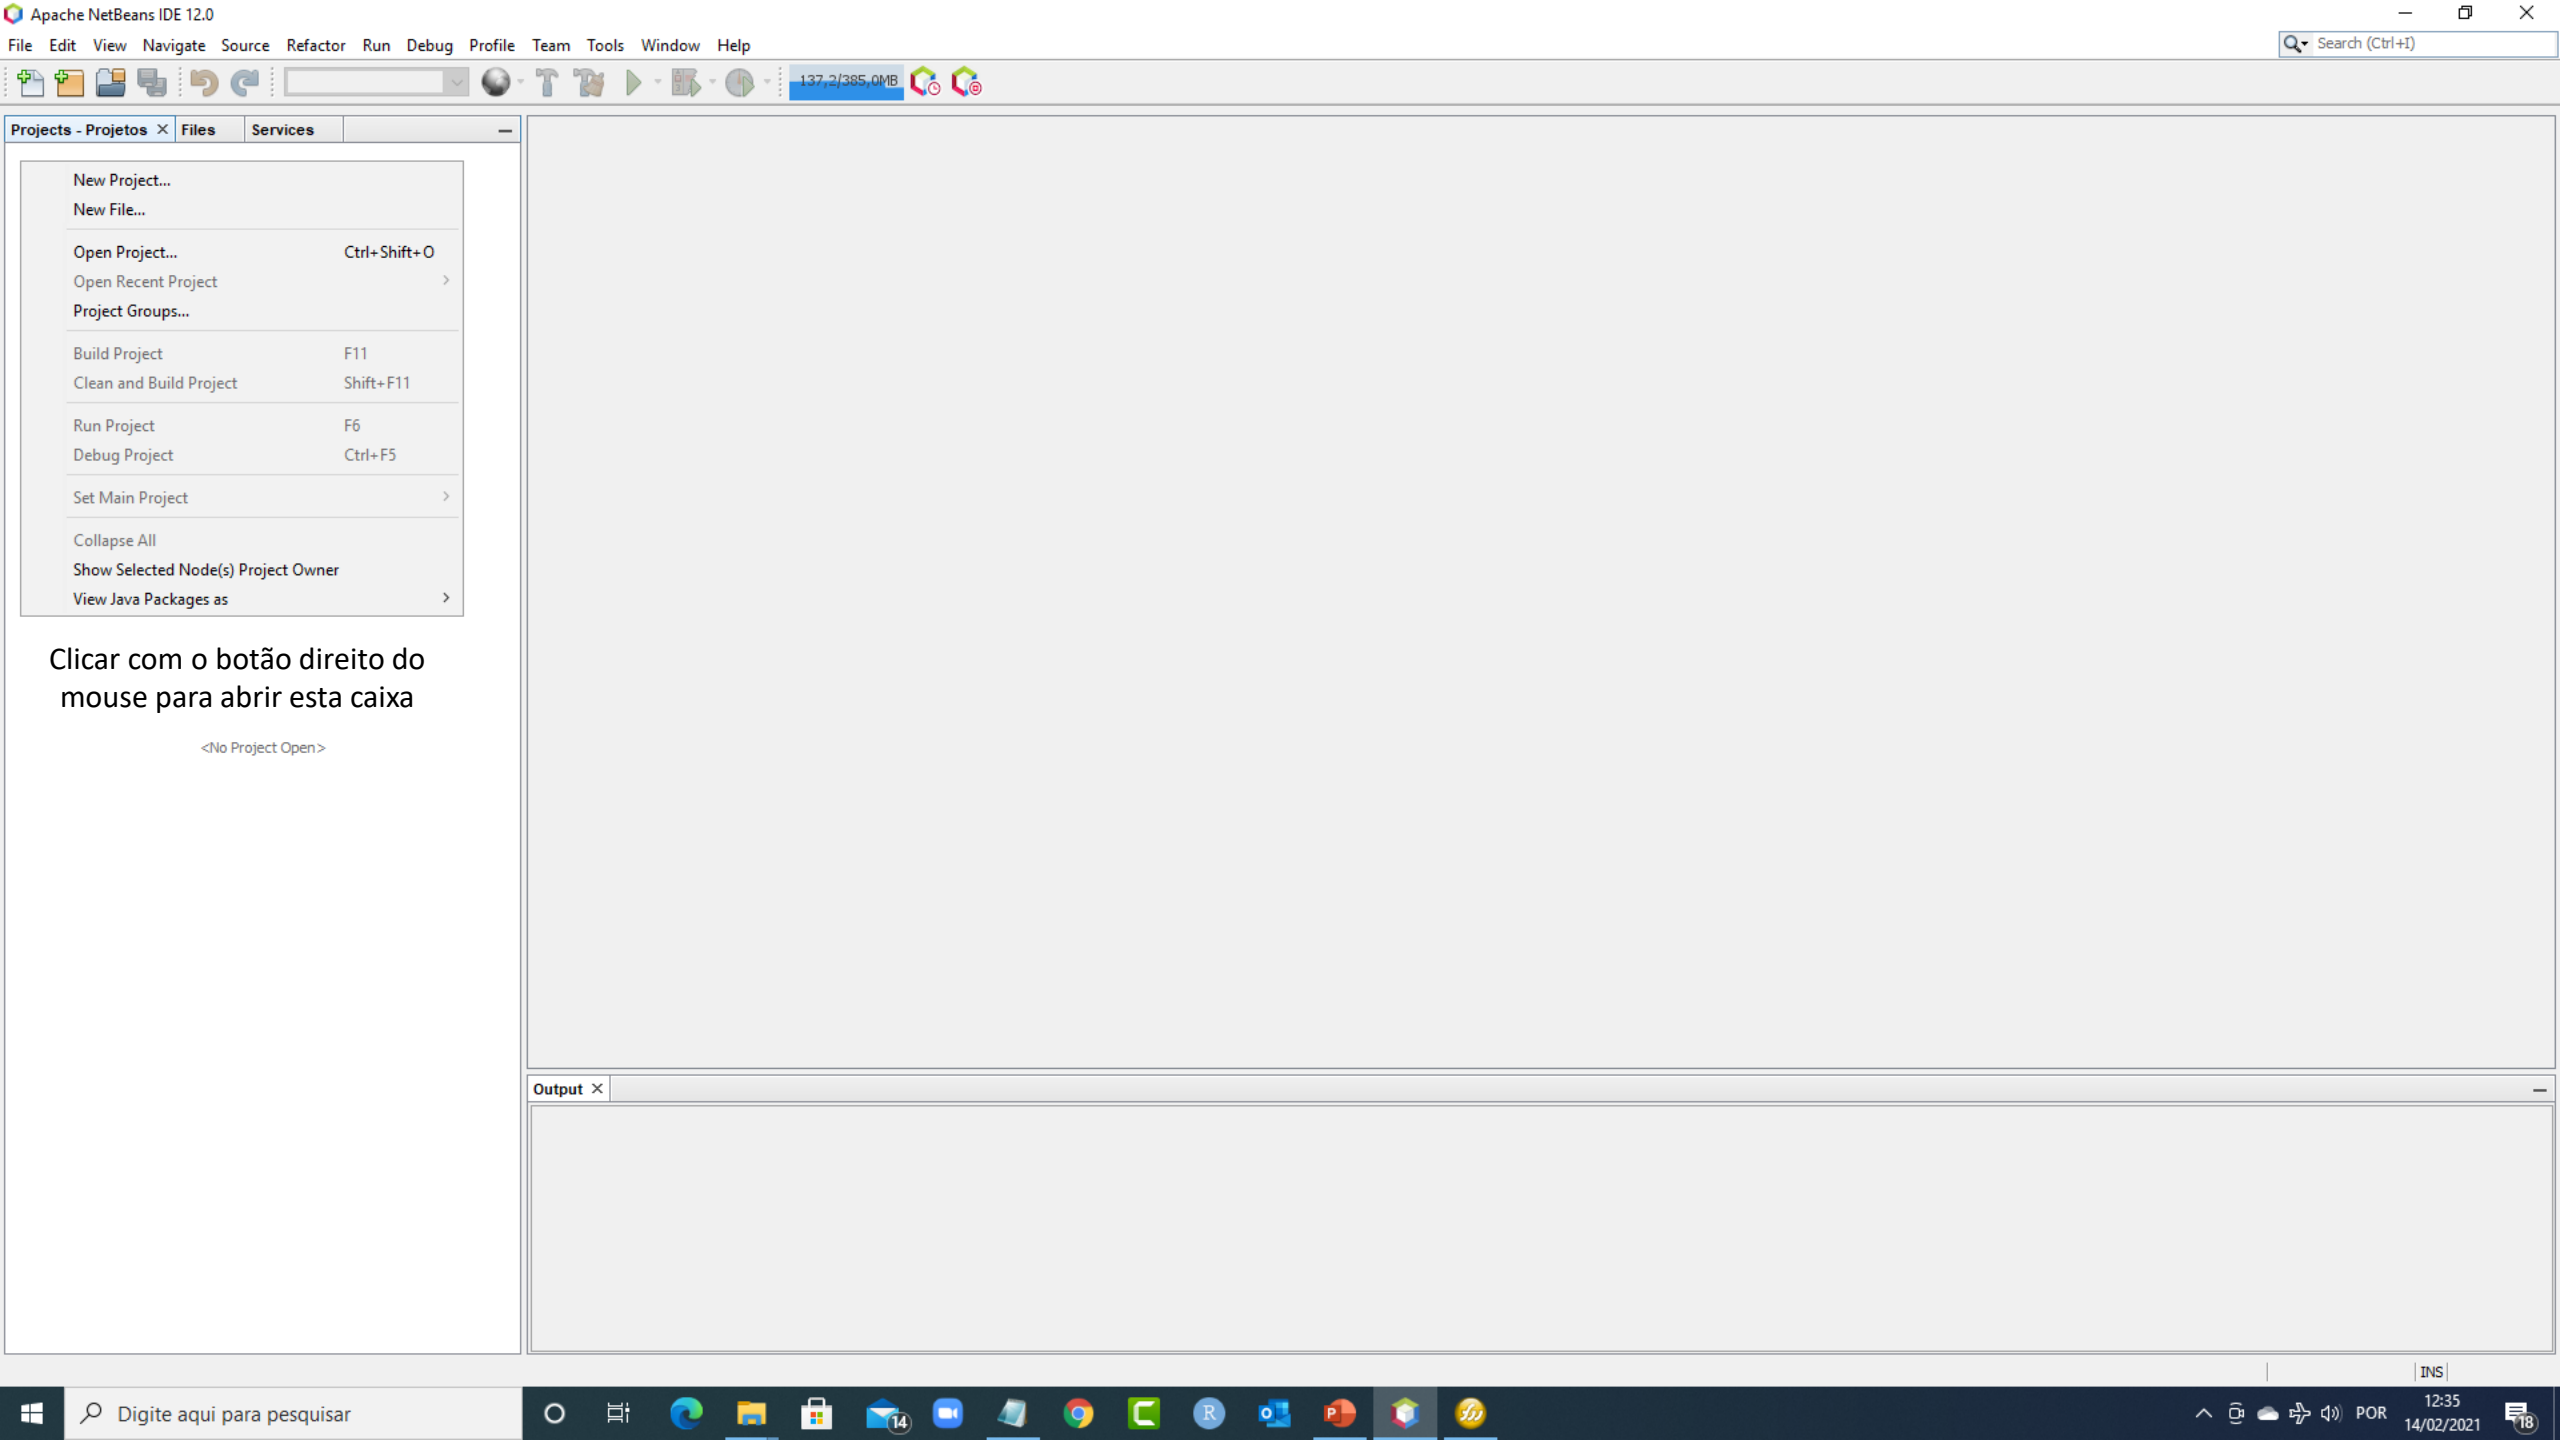 Apache NetBeans IDE 12.0
File Edit View Navigate Source Refactor Run Debug Profile Team Tools Window Help
Search (Ctrl+I)
137,2/385,0MB
Projects - Projetos Files Services
New Project...
New File...
Open Project... Ctrl+Shift+O
Open Recent Project
Project Groups...
Build Project F11
Clean and Build Project Shift+F11
Run Project F6
Debug Project Ctrl+F5
Set Main Project
Collapse All
Show Selected Node(s) Project Owner
View Java Packages as
Clicar com o botão direito do
mouse para abrir esta caixa
<No Project Open>
Output
INS
Digite aqui para pesquisar
14
R
POR
12:35
14/02/2021
18